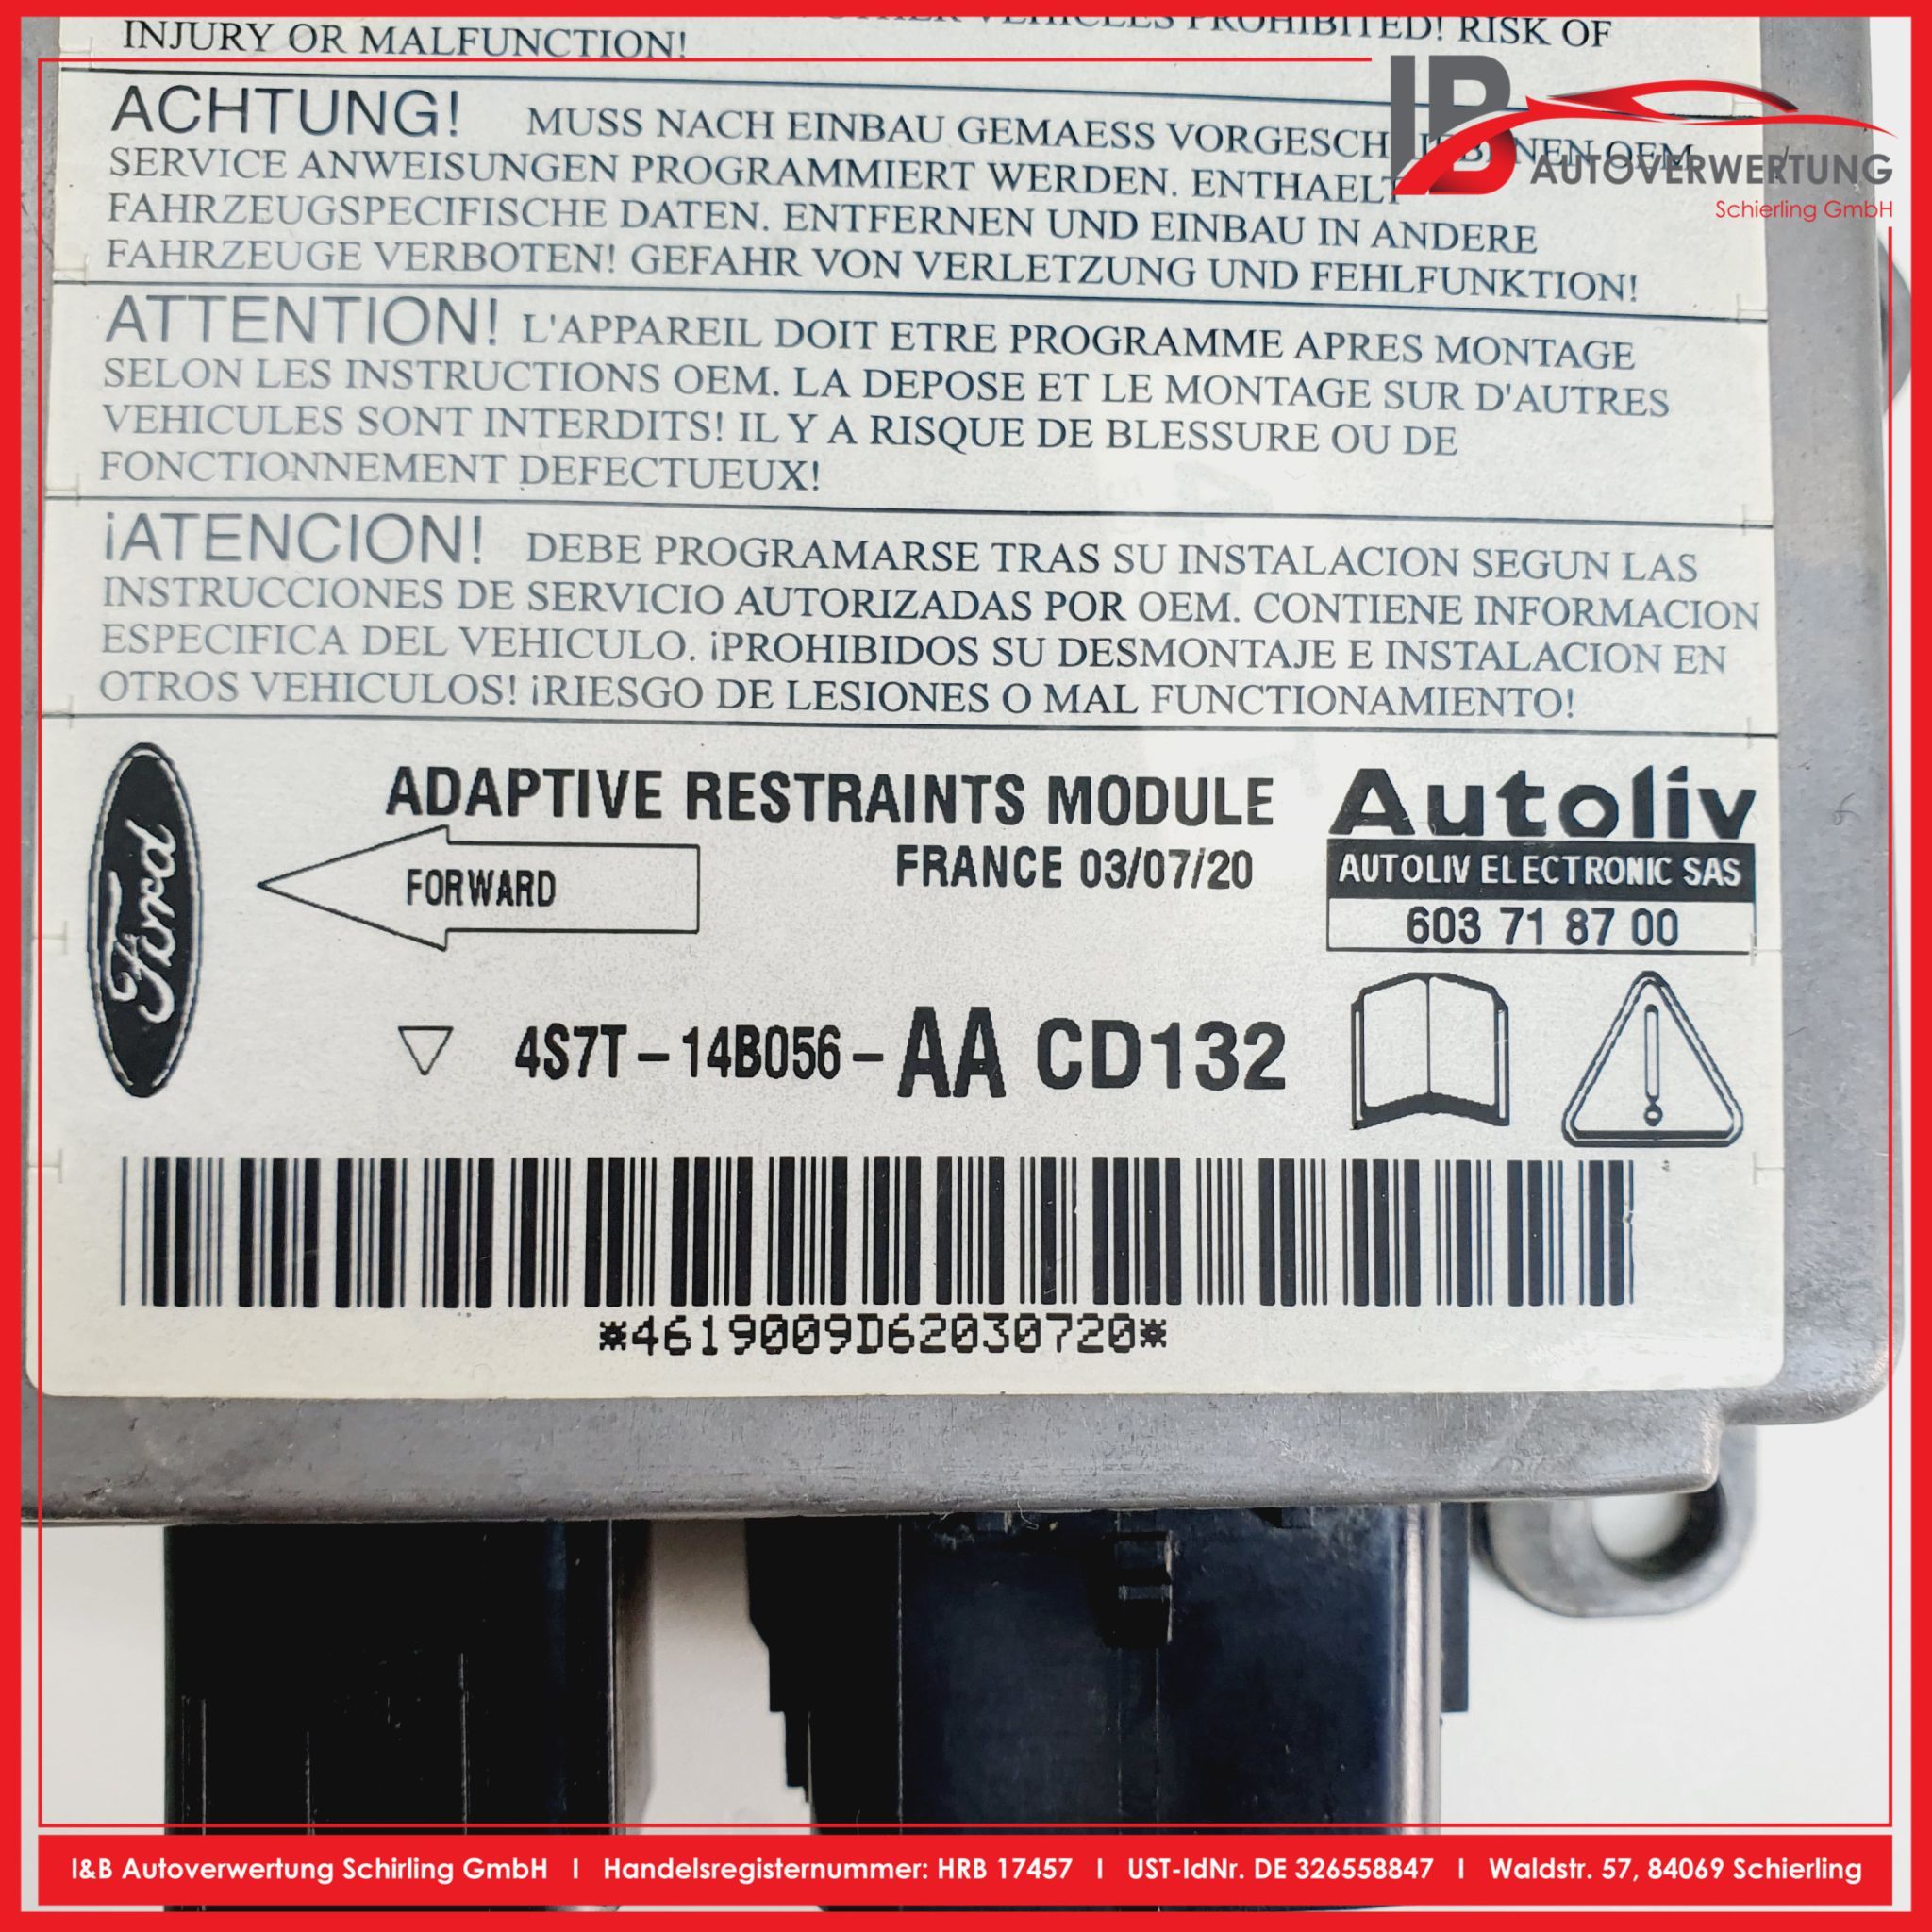 OTHER VEHICLES PROHIBITED! RISK OF
INJURY OR MALFUNCTION!
ACHTUNG! MUSS NACH EINBAU GEMAESS OEM
SERVICE ANWEISUNGEN PROGRAMMIERT WERDEN. ENTHAELT
FAHRZEUGSPECIFISCHE DATEN. ENTFERNEN UND EINBAU IN ANDERE
FAHRZEUGE VERBOTEN! GEFAHR VON VERLETZUNG UND FEHLFUNKTION!
IB
AUTOVERWERTUNG
Schierling GmbH
ATTENTION! L'APPAREIL DOIT ETRE PROGRAMME APRES MONTAGE
SELON LES INSTRUCTIONS OEM. LA DEPOSE ET LE MONTAGE SUR D'AUTRES
VEHICULES SONT INTERDITS! IL Y A RISQUE DE BLESSURE OU DE
FONCTIONNEMENT DEFECTUEUX!
¡ATENCION! DEBE PROGRAMARSE TRAS SU INSTALACION SEGUN LAS
INSTRUCCIONES DE SERVICIO AUTORIZADAS POR OEM. CONTIENE INFORMACION
ESPECIFICA DEL VEHICULO. ¡PROHIBIDOS SU DESMONTAJE E INSTALACION EN
OTROS VEHICULOS! ¡RIESGO DE LESIONES O MAL FUNCTIONAMIENTO!
Ford
ADAPTIVE RESTRAINTS MODULE
FORWARD
FRANCE 03/07/20
Autoliv
AUTOLIV ELECTRONIC SAS
603 71 87 00
4S7T-14B056-AA CD132
*4619009D62030720*
I&B Autoverwertung Schirling GmbH I Handelsregisternummer: HRB 17457 I UST-IdNr. DE 326558847 I Waldstr. 57, 84069 Schierling